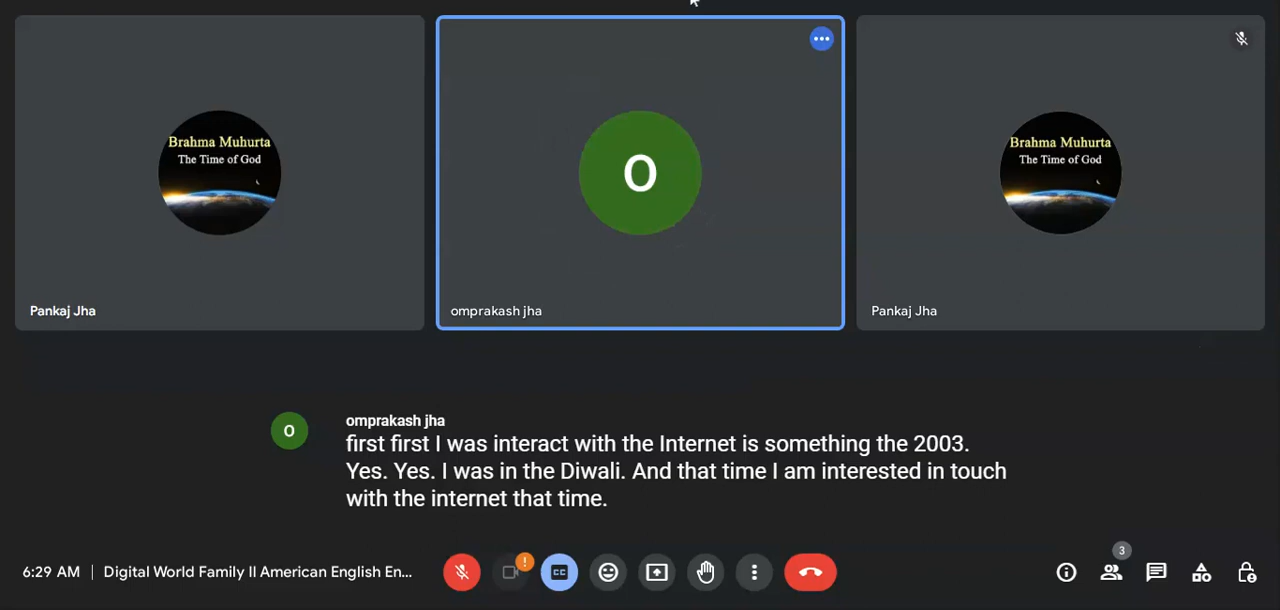 Brahma Muhurta
The Time of God
Pankaj Jha
O
omprakash jha
Brahma Muhurta
The Time of God
Pankaj Jha
O
omprakash jha
first first I was interact with the Internet is something the 2003.
Yes. Yes. I was in the Diwali. And that time I am interested in touch
with the internet that time.
3
6:29 AM | Digital World Family II American English En...
!
CC